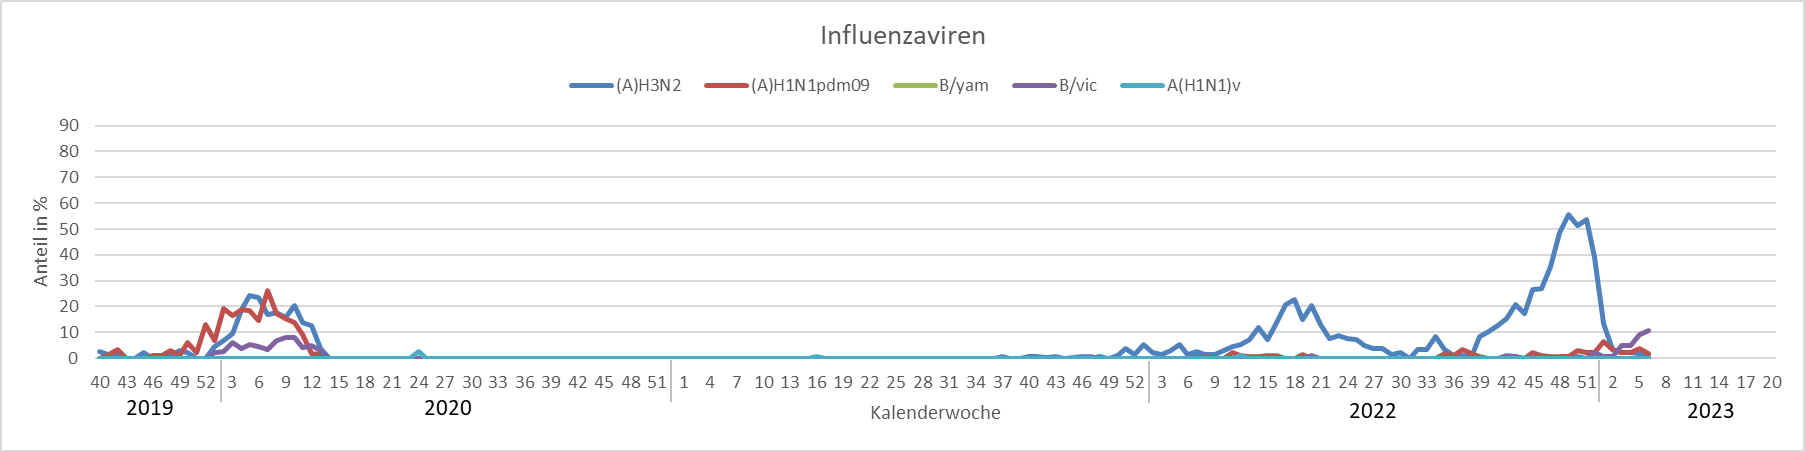 Influenzaviren
(A)H3N2 (A)H1N1pdm09 B/yam B/vic A(H1N1)v
90
80
70
60
50
40
30
20
10
0
Anteil in %
40 43 46 49 52 3 6 9 12 15 18 21 24 27 30 33 36 39 42 45 48 51 1 4 7 10 13 16 19 22 25 28 31 34 37 40 43 46 49 52 3 6 9 12 15 18 21 24 27 30 33 36 39 42 45 48 51 2 5 8 11 14 17 20
2019 2020 2022 2023
Kalenderwoche